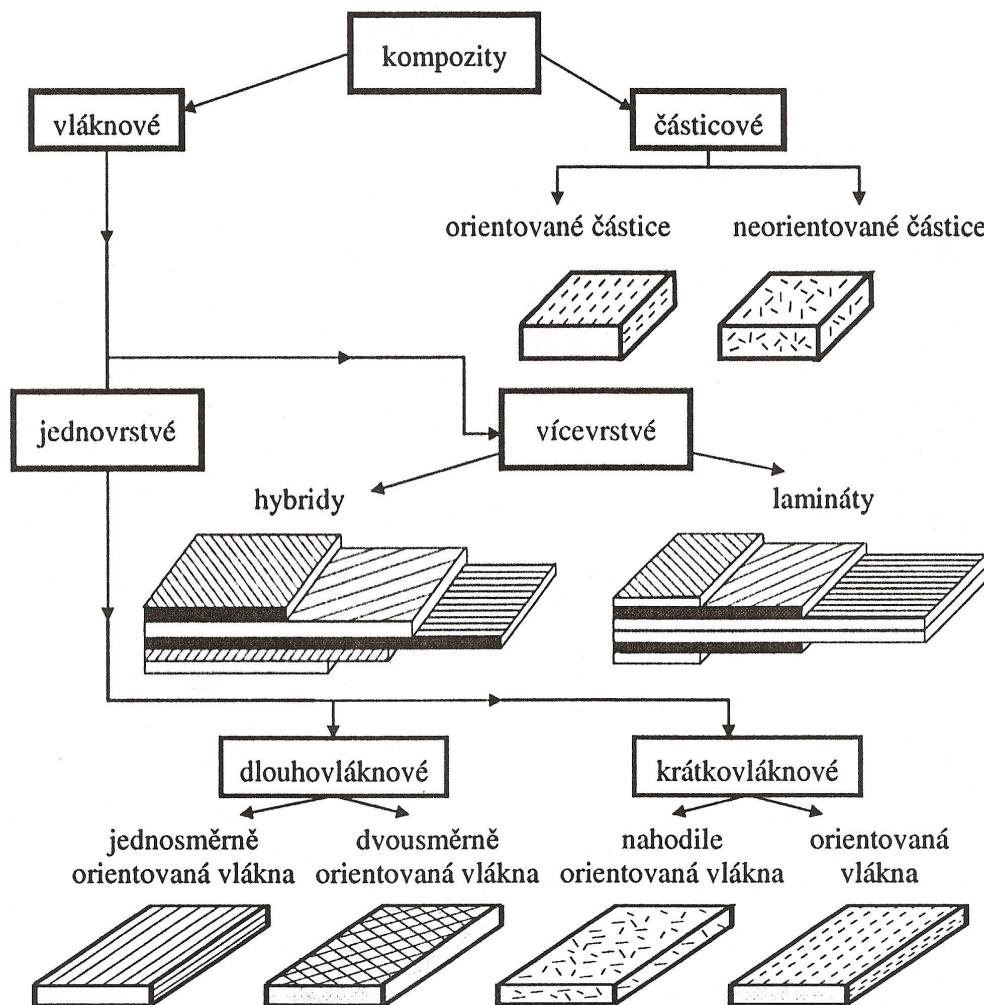 kompozity
vláknové
částicové
orientované částice
neorientované částice
jednovrstvé
vícevrstvé
hybridy
lamináty
dlouhovláknové
krátkovláknové
jednosměrně
orientovaná vlákna
dvousměrně
orientovaná vlákna
nahodile
orientovaná vlákna
orientovaná
vlákna